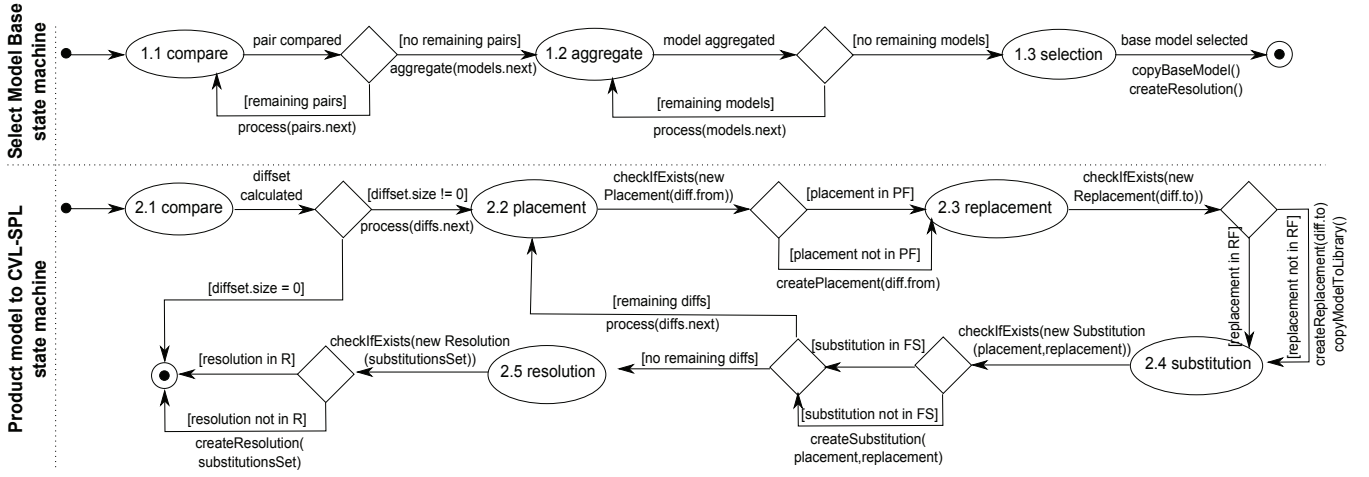 Select Model Base
state machine
1.1 compare
pair compared
[no remaining pairs]
aggregate(models.next)
[remaining pairs]
process(pairs.next)
1.2 aggregate
model aggregated
[no remaining models]
[remaining models]
process(models.next)
1.3 selection
base model selected
copyBaseModel()
createResolution()
Product model to CVL-SPL
state machine
2.1 compare
diffset
calculated
[diffset.size != 0]
process(diffs.next)
[diffset.size = 0]
2.2 placement
checkIfExists(new
Placement(diff.from))
[placement in PF]
[placement not in PF]
createPlacement(diff.from)
2.3 replacement
checkIfExists(new
Replacement(diff.to))
[replacement in RF]
[replacement not in RF]
createReplacement(diff.to)
copyModelToLibrary()
2.4 substitution
checkIfExists(new Substitution
(placement,replacement))
[substitution in FS]
[substitution not in FS]
createSubstitution(
placement,replacement)
[remaining diffs]
process(diffs.next)
[no remaining diffs]
2.5 resolution
checkIfExists(new Resolution
(substitutionsSet))
[resolution in R]
[resolution not in R]
createResolution(
substitutionsSet)